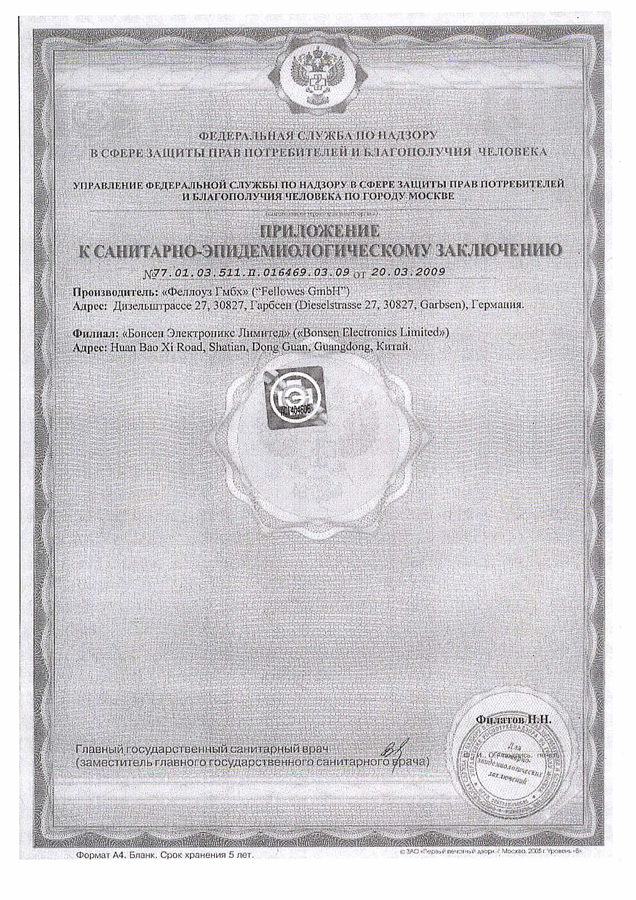 ФЕДЕРАЛЬНАЯ СЛУЖБА ПО НАДЗОРУ
В СФЕРЕ ЗАЩИТЫ ПРАВ ПОТРЕБИТЕЛЕЙ И БЛАГОПОЛУЧИЯ ЧЕЛОВЕКА
УПРАВЛЕНИЕ ФЕДЕРАЛЬНОЙ СЛУЖБЫ ПО НАДЗОРУ В СФЕРЕ ЗАЩИТЫ ПРАВ ПОТРЕБИТЕЛЕЙ
И БЛАГОПОЛУЧИЯ ЧЕЛОВЕКА ПО ГОРОДУ МОСКВЕ
ПРИЛОЖЕНИЕ
К САНИТАРНО-ЭПИДЕМИОЛОГИЧЕСКОМУ ЗАКЛЮЧЕНИЮ
№77.01.03.511.П.016469.03.09 от 20.03.2009
Производитель: «Феллоуз Гмбх» ("Fellowes GmbH")
Адрес: Дизельштрассе 27, 30827, Гарбсен (Dieselstrasse 27, 30827, Garbsen), Германия.
Филиал: «Бонсен Электроникс Лимитед» («Bonsen Electronics Limited»)
Адрес: Huan Bao Xi Road, Shatian, Dong Guan, Guangdong, Китай.
Филатов Н.Н.
Главный государственный санитарный врач
(заместитель главного государственного санитарного врача)
Для
санитарно-
эпидемиологических
заключений
Формат А4. Бланк. Срок хранения 5 лет.
© ЗАО «Первый печатный двор», г. Москва, 2008 г. Уровень «Б».